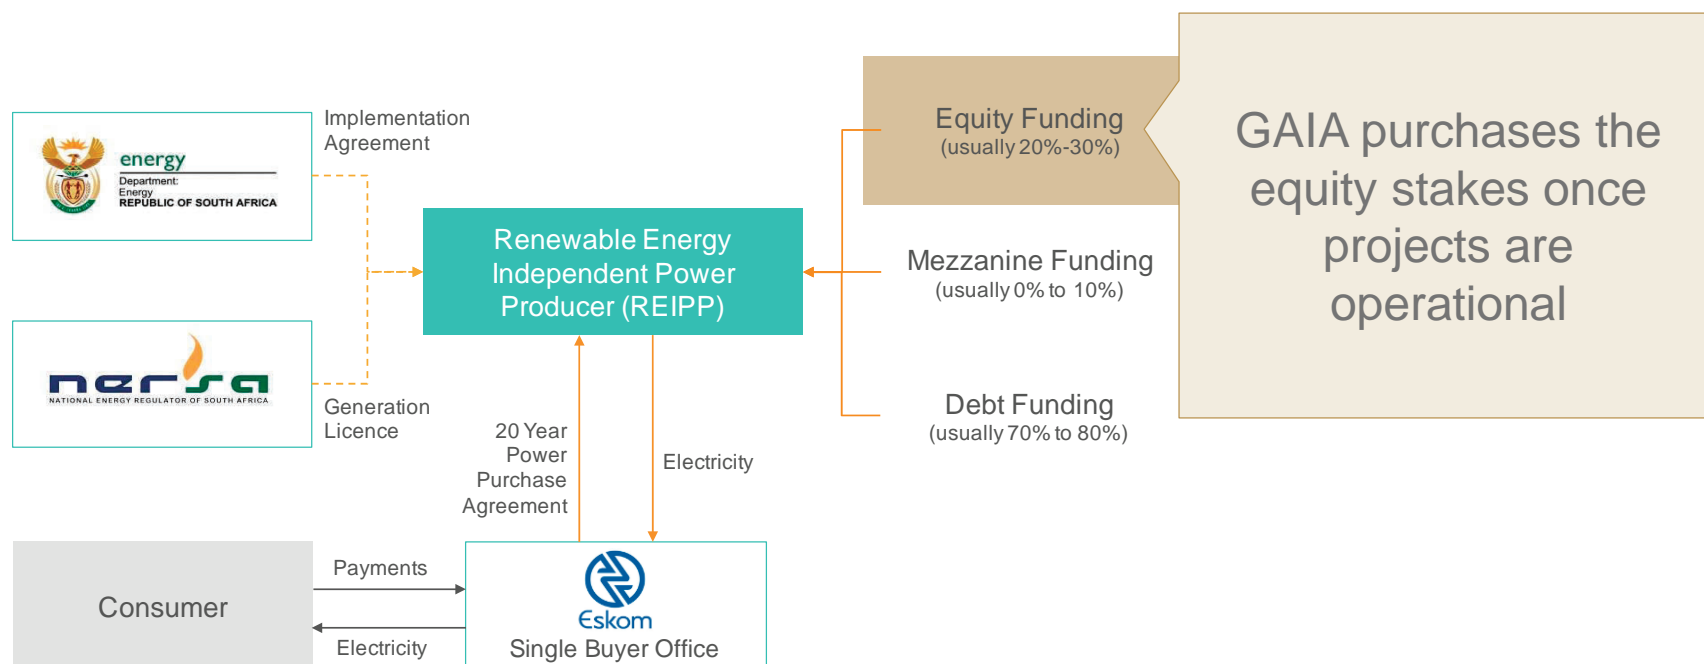 Implementation
Agreement
energy
Department:
Energy
REPUBLIC OF SOUTH AFRICA
nersa
NATIONAL ENERGY REGULATOR OF SOUTH AFRICA
Generation
Licence
Renewable Energy
Independent Power
Producer (REIPP)
Equity Funding
(usually 20%-30%)
Mezzanine Funding
(usually 0% to 10%)
Debt Funding
(usually 70% to 80%)
GAIA purchases the
equity stakes once
projects are
operational
20 Year
Power
Purchase
Agreement
Electricity
Consumer
Payments
Electricity
Eskom
Single Buyer Office